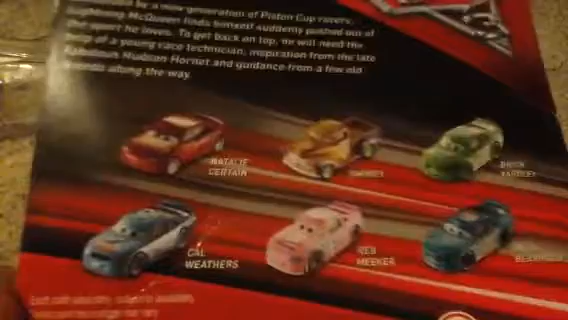 by a new generation of Piston Cup racers,
Lightning McQueen finds himself suddenly pushed out of
the sport he loves. To get back on top, he will need the
help of a young race technician, inspiration from the late
Fabulous Hudson Hornet and guidance from a few old
friends along the way.
NATALIE
CERTAIN
SMOKEY
BRICK
YARDLEY
CAL
WEATHERS
REB
MEEKER